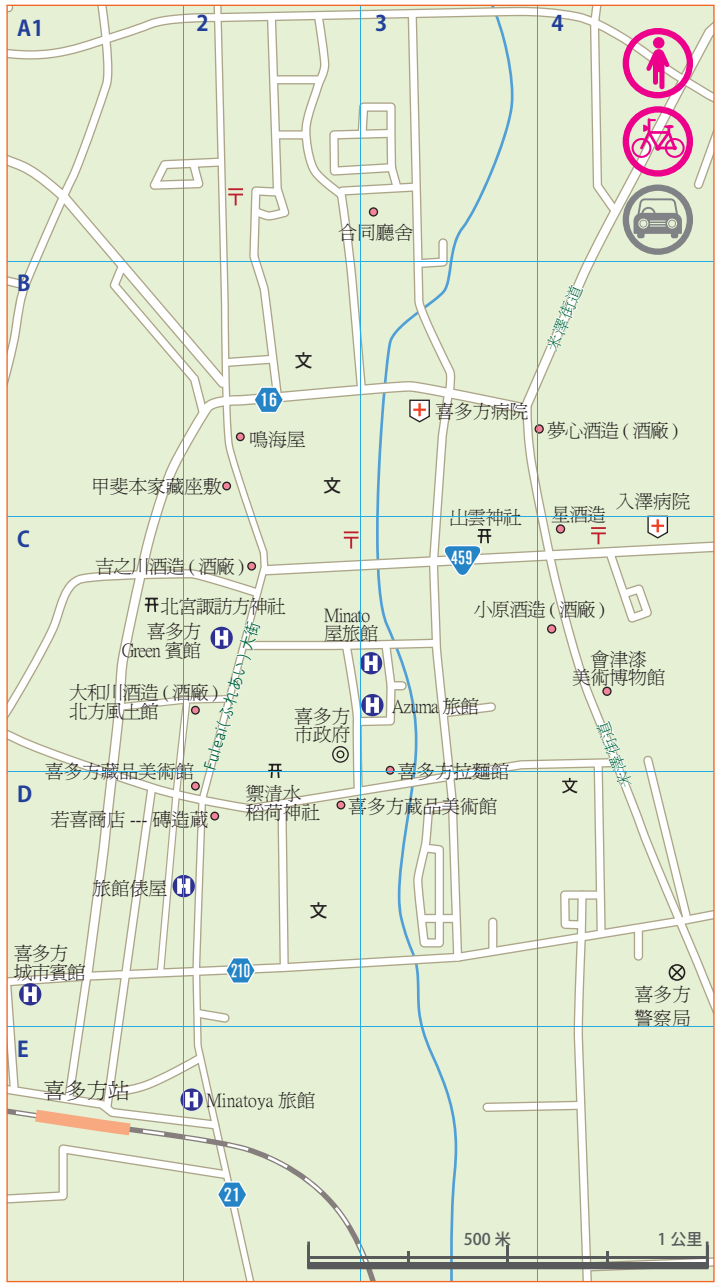 A1
2
3
4
合同廳舍
B
米澤街道
文
16
喜多方病院
鳴海屋
夢心酒造 ( 酒廠 )
甲斐本家藏座敷
文
入澤病院
出雲神社
星酒造
C
459
吉之川酒造 ( 酒廠 )
北宮諏訪方神社
小原酒造 ( 酒廠 )
喜多方
Green 賓館
Minato
屋旅館
Fuleai( ふれあい ) 大街
會津漆
美術博物館
大和川酒造 ( 酒廠 )
北方風土館
Azuma 旅館
喜多方
市政府
喜多方藏品美術館
喜多方拉麵館
D
禦清水
稻荷神社
喜多方藏品美術館
文
若喜商店 --- 磚造蔵
旅館俵屋
文
喜多方
城市賓館
210
喜多方
警察局
E
喜多方站
Minatoya 旅館
21
500 米
1 公里